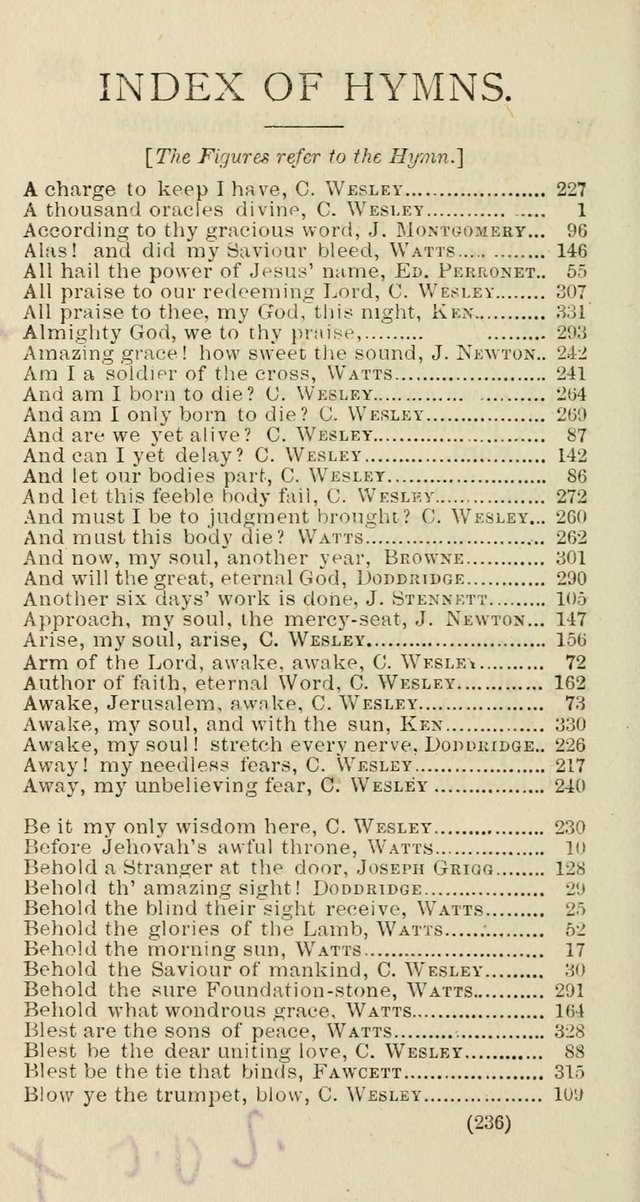 INDEX OF HYMNS.
[The Figures refer to the Hymn.]
A charge to keep I have, C. WESLEY.................... 227
A thousand oracles divine, C. WESLEY............ ..... 1
According to thy gracious word, J. MONTGOMERY... 96
Alas! and did my Saviour bleed, WATTS............... 146
All hail the power of Jesus' name, ED. PERRONET.. 55
All praise to our redeeming Lord, C. WESLEY......... 307
All praise to thee, my God, this night, KEN........... 331
Almighty God, we to thy praise,......... ......... 293
Amazing grace! how sweet the sound, J. NEWTON.. 242
Am I a soldier of the cross, WATTS...................... 241
And am I born to die? C. WESLEY............. ......... 264
And am I only born to die? C. WESLEY................. 269
And are we yet alive? C. WESLEY......................... 87
And can I yet delay? C. WESLEY.......................... 142
And let our bodies part, C. WESLEY....................... 86
And let this feeble body fail, C. WESLEY................ 272
And must I be to judgment brought? C. WESLEY... 260
And must this body die? WATTS.......................... 262
And now, my soul, another year, BROWNE............ 301
And will the great, eternal God, DODDRIDGE........... 290
Another six days' work is done, J. STENNETT......... 105
Approach, my soul, the mercy-seat, J. NEWTON... 147
Arise, my soul, arise, C. WESLEY.......................... 156
Arm of the Lord, awake, awake, C. WESLEY.......... 72
Author of faith, eternal Word, C. WESLEY............. 162
Awake, Jerusalem, awake, C. WESLEY.................. 73
Awake, my soul, and with the sun, KEN............... 330
Awake, my soul! stretch every nerve, DODDRIDGE.. 226
Away! my needless fears, C. WESLEY................... 217
Away, my unbelieving fear, C. WESLEY ................ 240
Be it my only wisdom here, C. WESLEY................ 230
Before Jehovah's awful throne, WATTS................ 10
Behold a Stranger at the door, JOSEPH GRIGG....... 128
Behold th' amazing sight! DODDRIDGE.................. 29
Behold the blind their sight receive, WATTS......... 25
Behold the glories of the Lamb, WATTS............... 52
Behold the morning sun, WATTS.......................... 17
Behold the Saviour of mankind, C. WESLEY......... 30
Behold the sure Foundation-stone, WATTS.......... 291
Behold what wondrous grace, WATTS.................. 164
Blest are the sons of peace, WATTS...................... 328
Blest be the dear uniting love, C. WESLEY............ 88
Blest be the tie that binds, FAWCETT................... 315
Blow ye the trumpet, blow, C. WESLEY................. 109
(236)